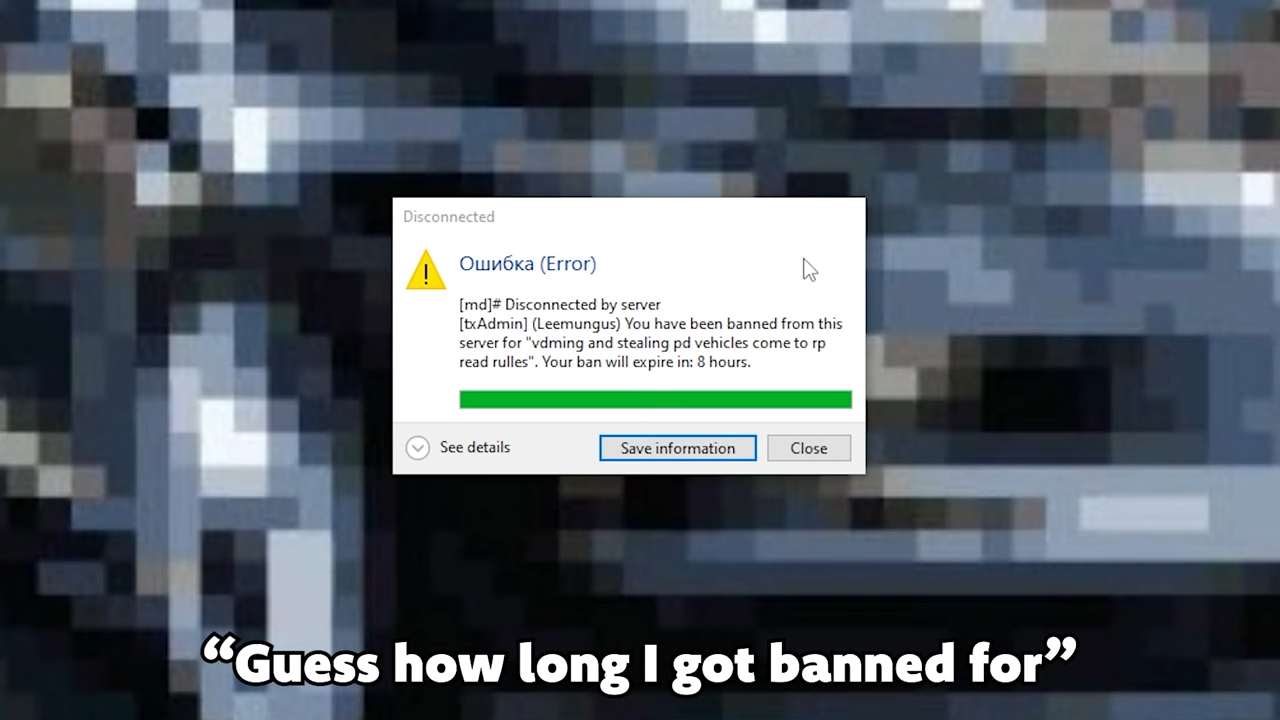 Disconnected
Ошибка (Error)
[md]# Disconnected by server
[txAdmin] (Leemungus) You have been banned from this
server for "vdming and stealing pd vehicles come to rp
read rulles". Your ban will expire in: 8 hours.
See details
Save information
Close
“Guess how long I got banned for”